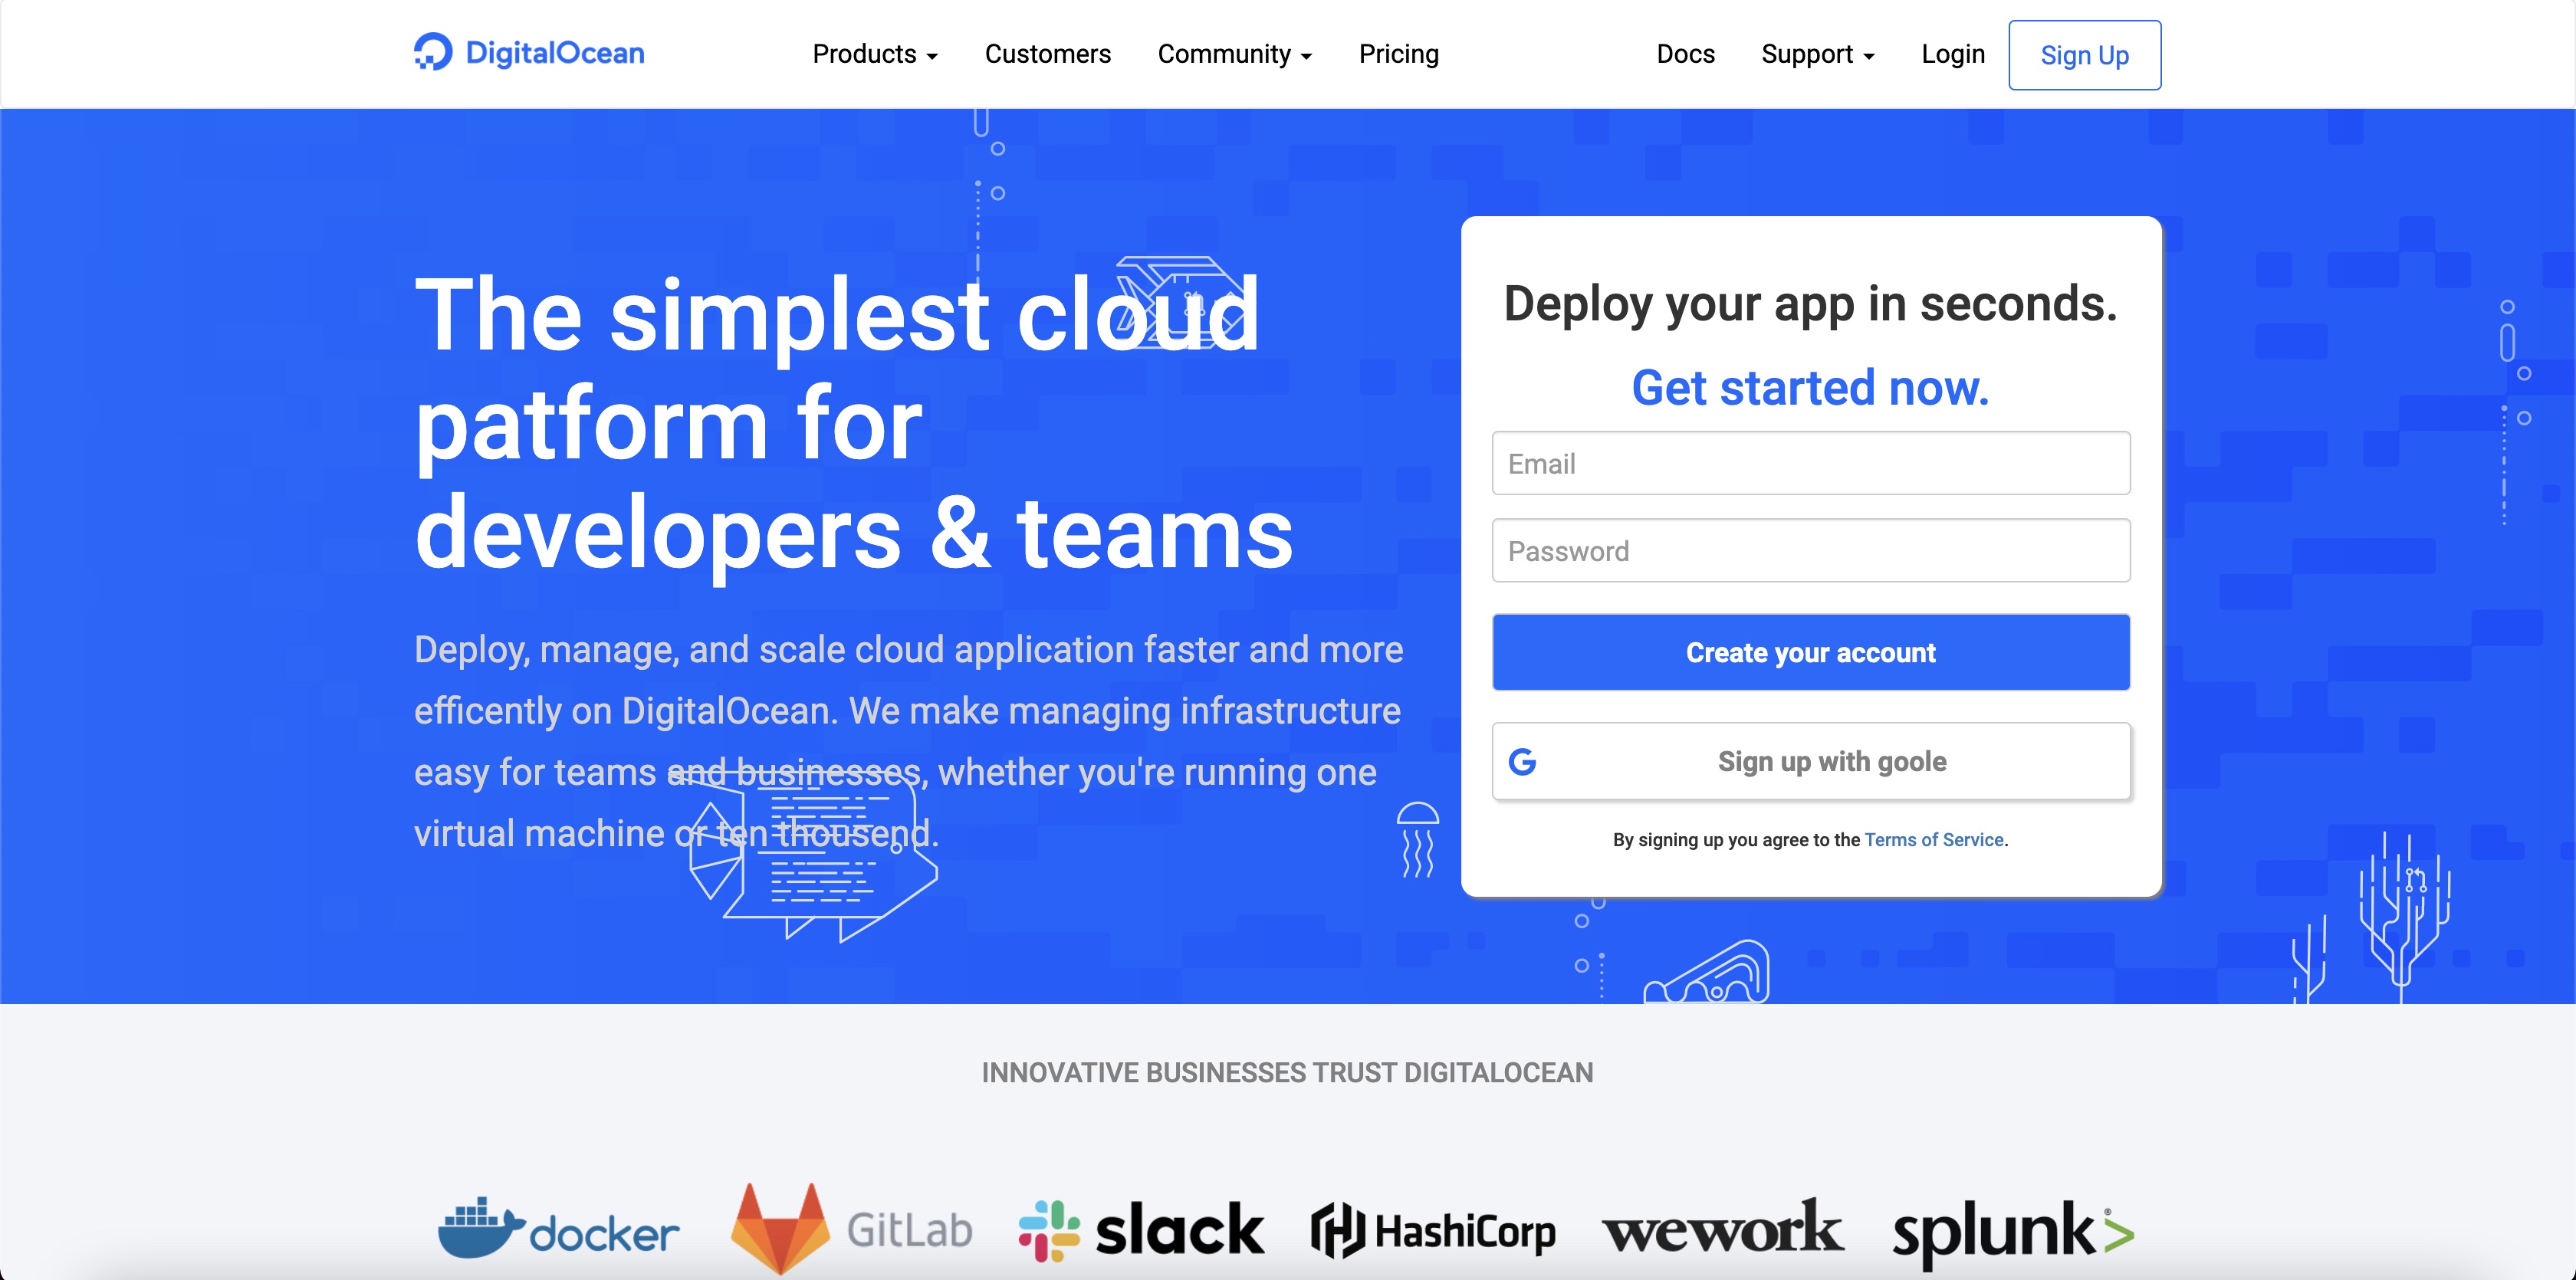 DigitalOcean
Products Customers Community Pricing Docs Support Login Sign Up
The simplest cloud
patform for
developers & teams
Deploy, manage, and scale cloud application faster and more
efficently on DigitalOcean. We make managing infrastructure
easy for teams and businesses, whether you're running one
virtual machine or ten thousend.
Deploy your app in seconds.
Get started now.
Email
Password
Create your account
G Sign up with goole
By signing up you agree to the Terms of Service.
INNOVATIVE BUSINESSES TRUST DIGITALOCEAN
docker GitLab slack HashiCorp wework splunk>